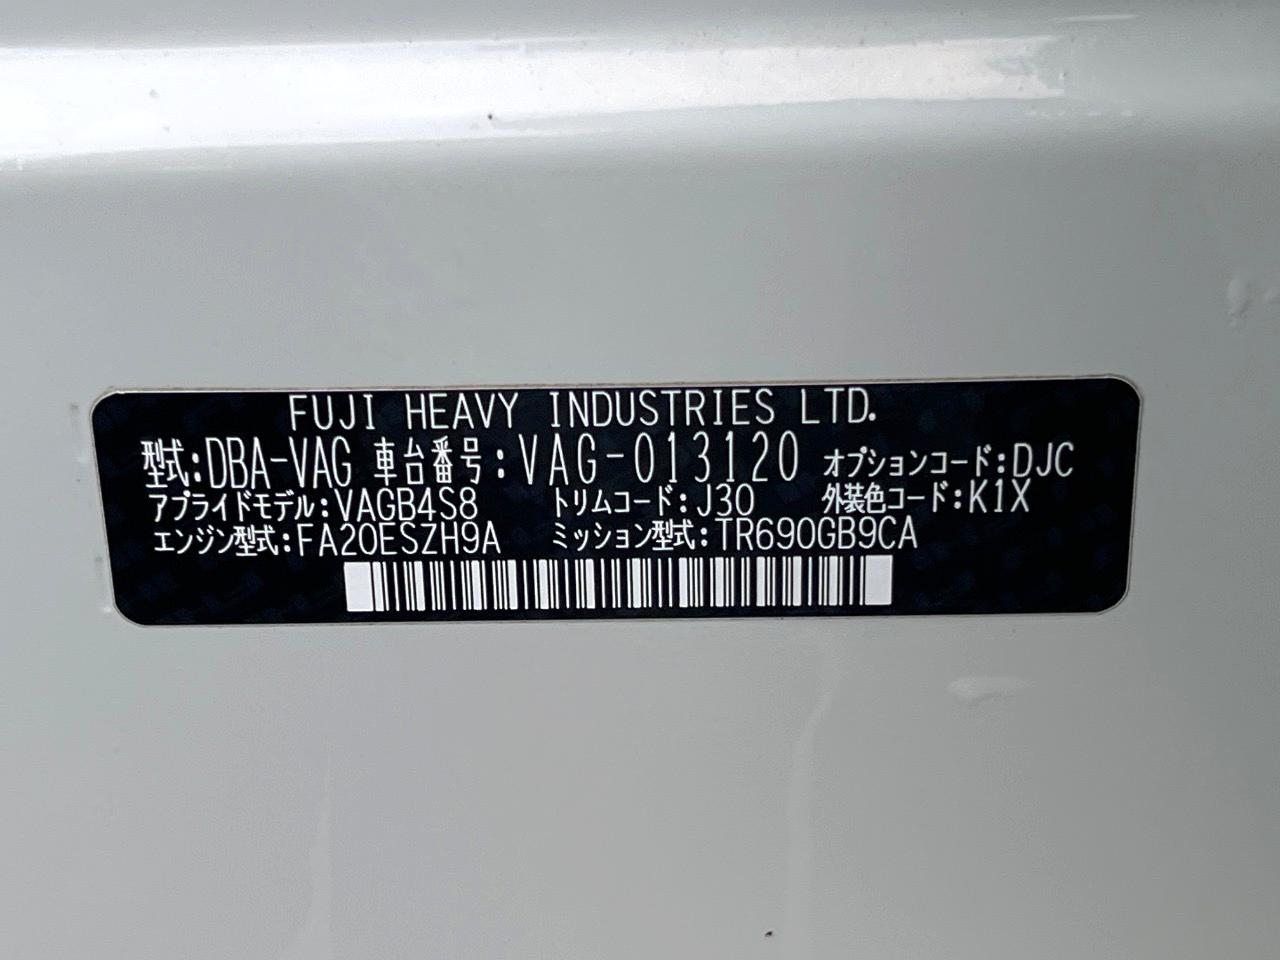 FUJI HEAVY INDUSTRIES LTD.
型式:DBA-VAG 車台番号:VAG-013120 オプションコード:DJC
アプライドモデル:VAGB4S8 トリムコード:J30 外装色コード:K1X
エンジン型式:FA20ESZH9A ミッション型式:TR690GB9CA